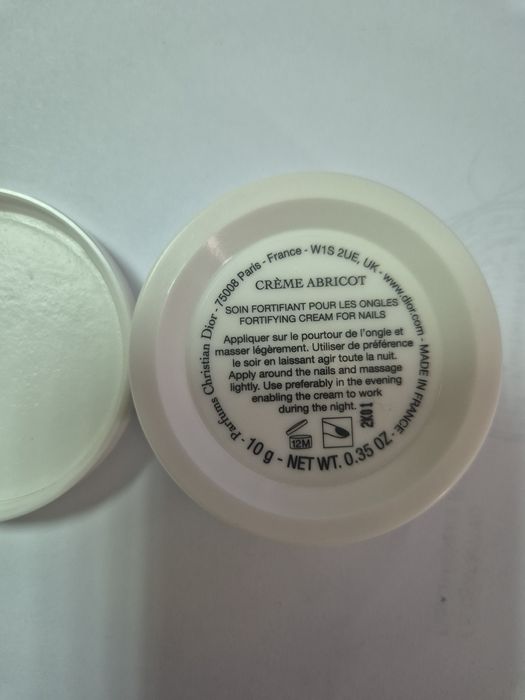 Parfums Christian Dior - 75008 Paris - France - W1S 2UE, UK - www.dior.com - MADE IN FRANCE -
CRÈME ABRICOT
SOIN FORTIFIANT POUR LES ONGLES
FORTIFYING CREAM FOR NAILS
Appliquer sur le pourtour de l'ongle et
masser légèrement. Utiliser de préférence
le soir en laissant agir toute la nuit.
Apply around the nails and massage
lightly. Use preferably in the evening
enabling the cream to work
during the night.
2K01
12M
10 g - NET WT. 0.35 OZ